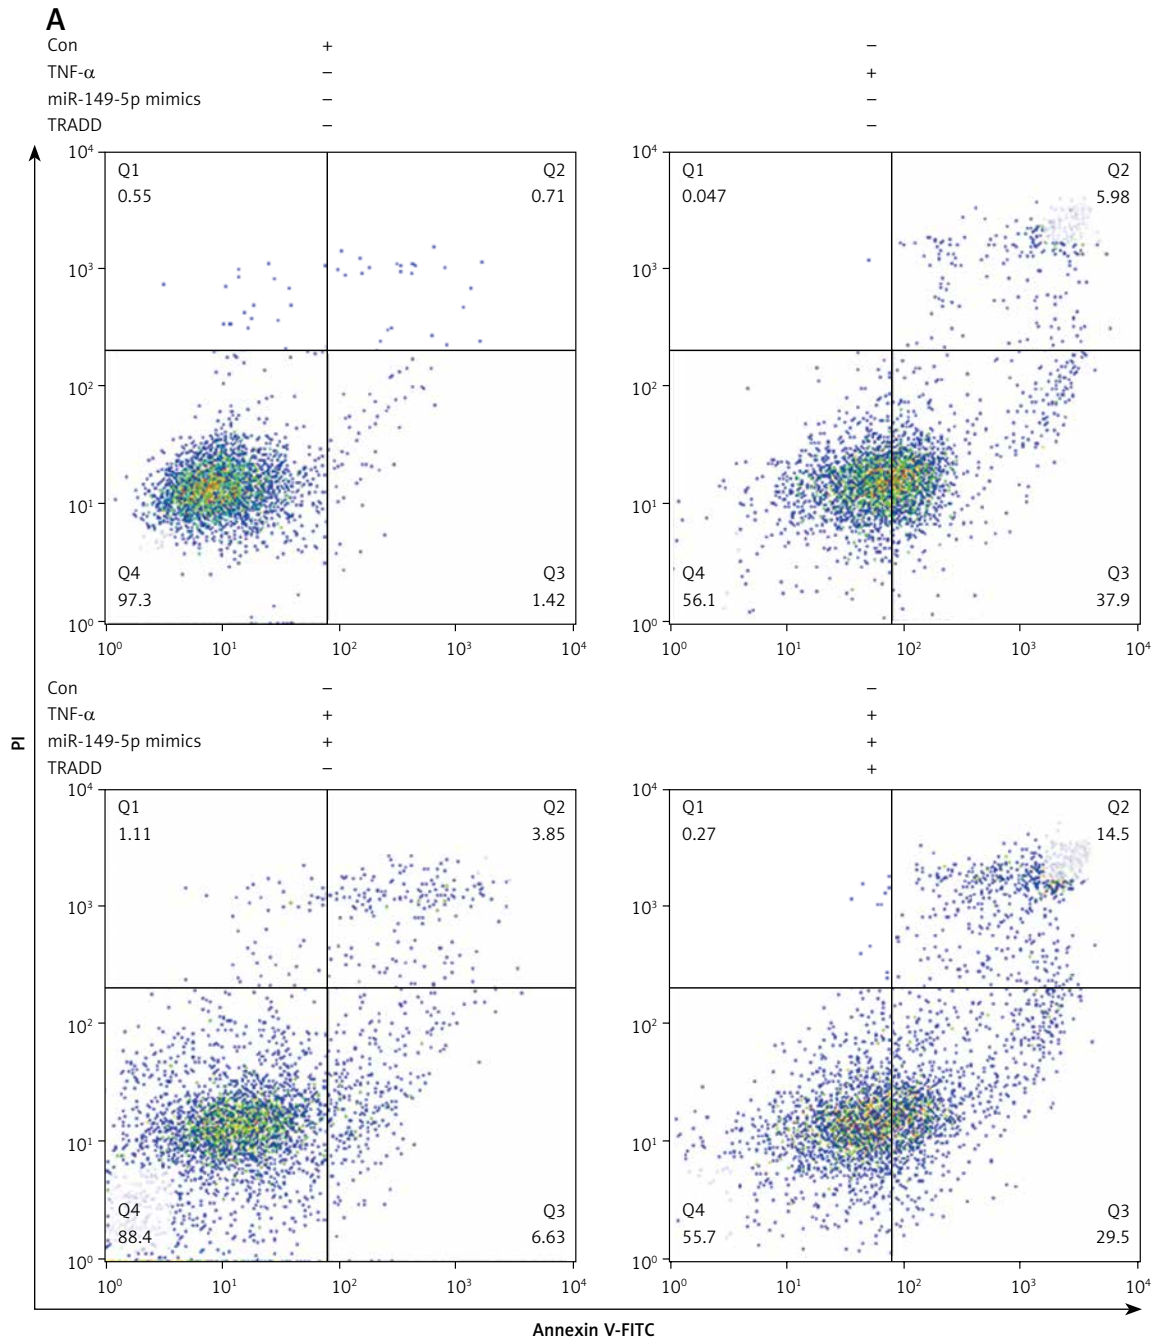 A
Con + −
TNF-α − +
miR-149-5p mimics − −
TRADD − −
10⁴ 10⁴
Q1 Q2 Q1 Q2
0.55 0.71 0.047 5.98
10³ 10³
10² 10²
10¹ 10¹
Q4 Q3 Q4 Q3
97.3 1.42 56.1 37.9
10⁰ 10⁰
10⁰ 10¹ 10² 10³ 10⁴ 10⁰ 10¹ 10² 10³ 10⁴
Con − −
TNF-α + +
miR-149-5p mimics + +
TRADD − +
PI
10⁴ 10⁴
Q1 Q2 Q1 Q2
1.11 3.85 0.27 14.5
10³ 10³
10² 10²
10¹ 10¹
Q4 Q3 Q4 Q3
88.4 6.63 55.7 29.5
10⁰ 10⁰
10⁰ 10¹ 10² 10³ 10⁴ 10⁰ 10¹ 10² 10³ 10⁴
Annexin V-FITC